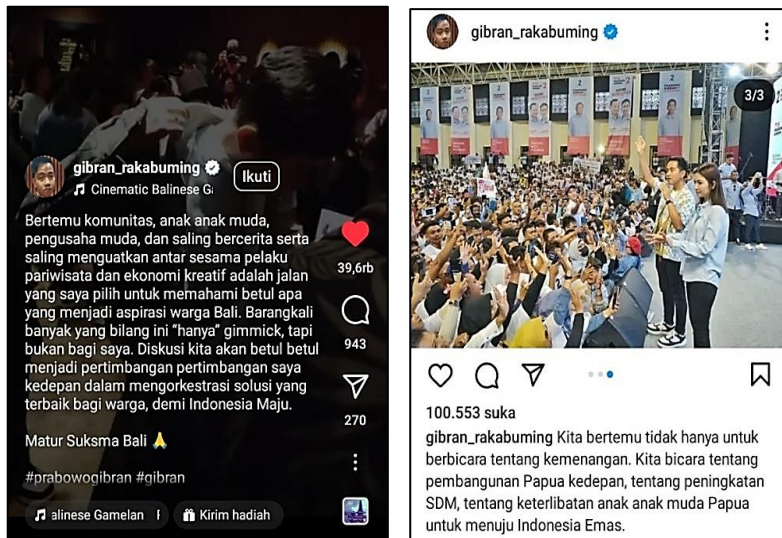 gibran_rakabuming
Cinematic Balinese Ga
Ikuti
Bertemu komunitas, anak anak muda,
pengusaha muda, dan saling bercerita serta
saling menguatkan antar sesama pelaku
pariwisata dan ekonomi kreatif adalah jalan
yang saya pilih untuk memahami betul apa
yang menjadi aspirasi warga Bali. Barangkali
banyak yang bilang ini “hanya” gimmick, tapi
bukan bagi saya. Diskusi kita akan betul betul
menjadi pertimbangan pertimbangan saya
kedepan dalam mengorkestrasi solusi yang
terbaik bagi warga, demi Indonesia Maju.
Matur Suksma Bali 🙏
#prabowogibran #gibran
39,6rb
943
270
alinese Gamelan
Kirim hadiah
gibran_rakabuming
3/3
2
100.553 suka
gibran_rakabuming Kita bertemu tidak hanya untuk
berbicara tentang kemenangan. Kita bicara tentang
pembangunan Papua kedepan, tentang peningkatan
SDM, tentang keterlibatan anak anak muda Papua
untuk menuju Indonesia Emas.